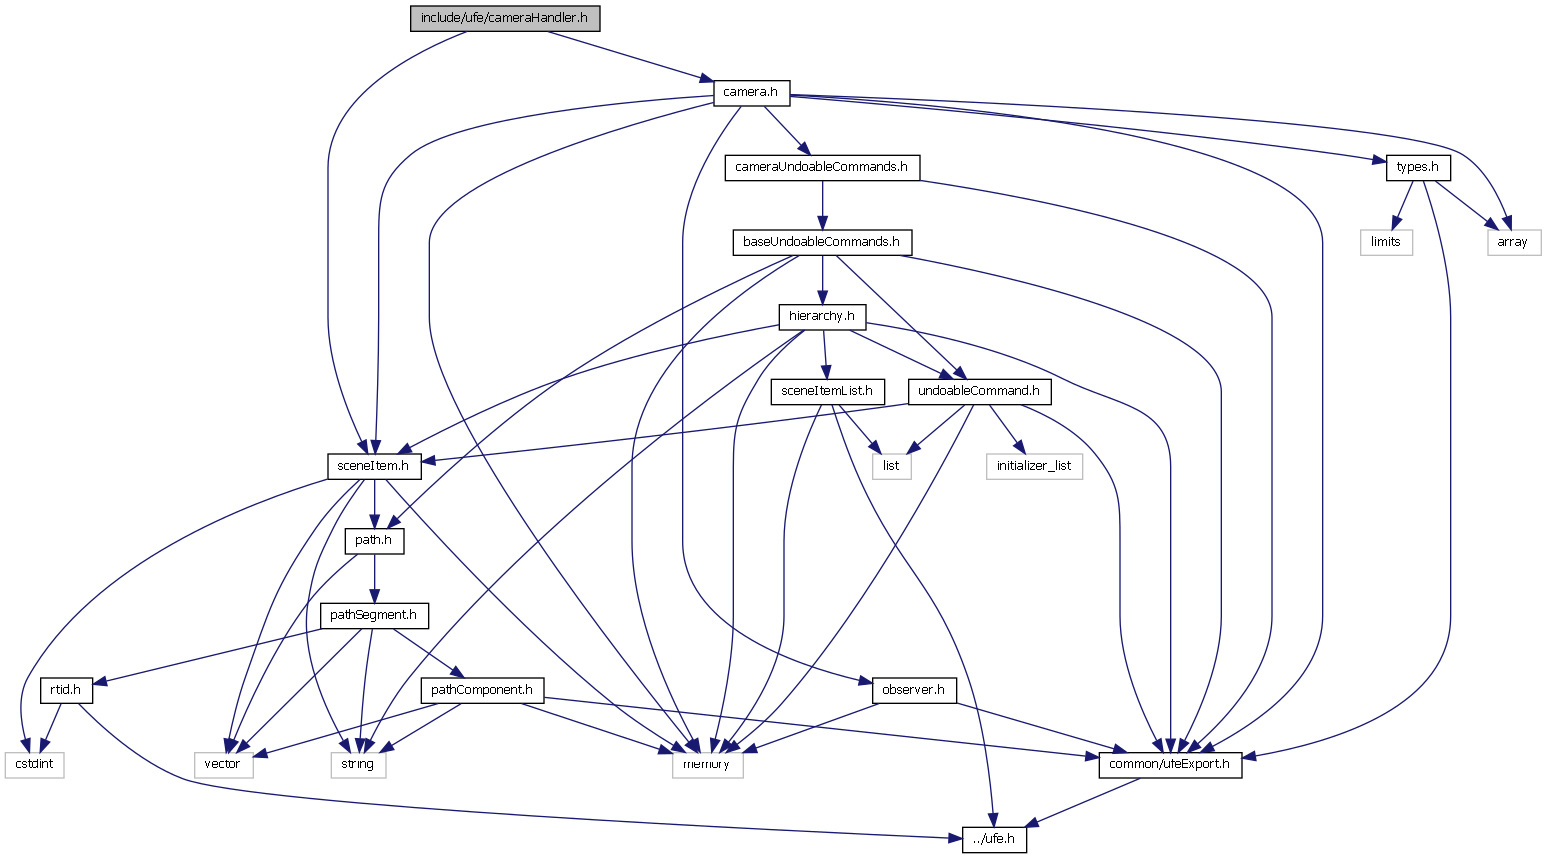 include/ufe/cameraHandler.h
camera.h
cameraUndoableCommands.h
types.h
baseUndoableCommands.h
limits
array
hierarchy.h
sceneItemList.h
undoableCommand.h
sceneItem.h
list
initializer_list
path.h
pathSegment.h
rtid.h
pathComponent.h
observer.h
cstdint
vector
string
memory
common/ufeExport.h
../ufe.h